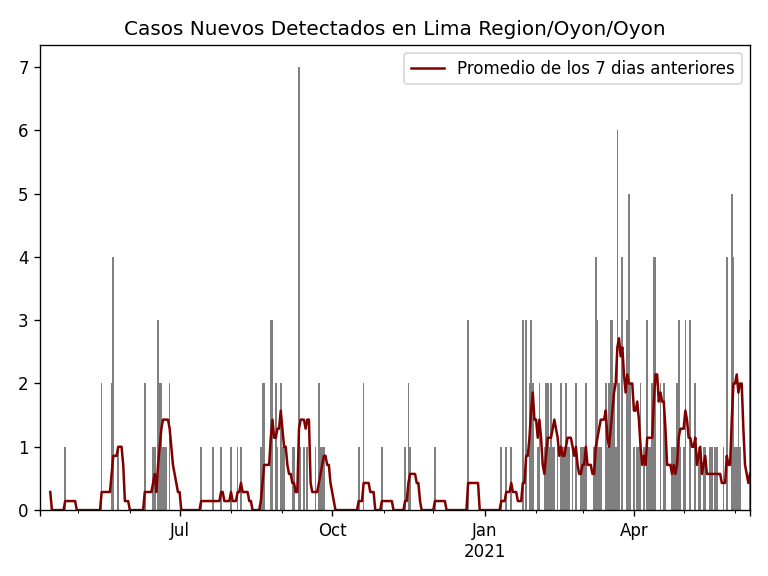 Casos Nuevos Detectados en Lima Region/Oyon/Oyon
Promedio de los 7 dias anteriores
7
6
5
4
3
2
1
0
Jul
Oct
Jan
2021
Apr